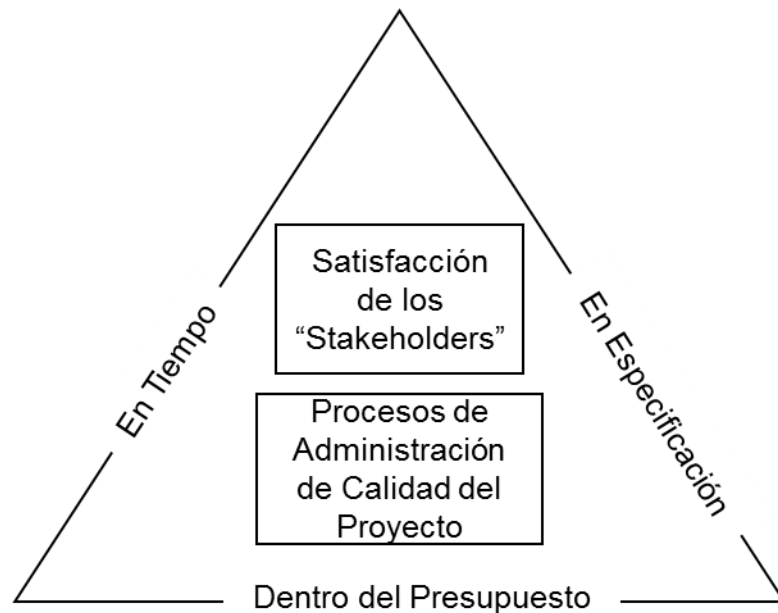 Satisfacción
de los
“Stakeholders”
En Tiempo
En Especificación
Procesos de
Administración
de Calidad del
Proyecto
Dentro del Presupuesto